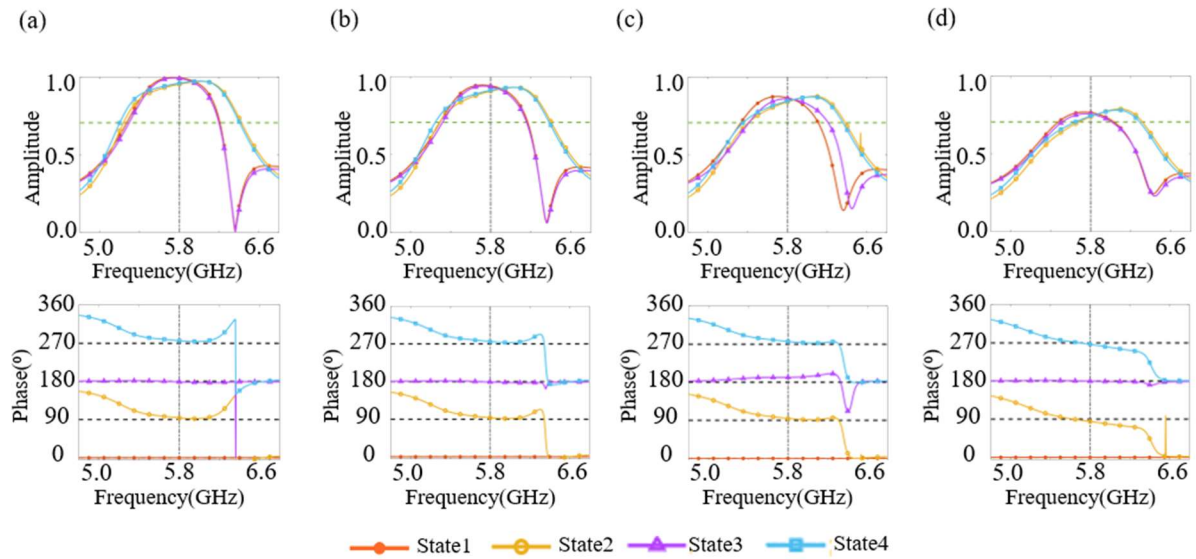 (a) (b) (c) (d)
Amplitude 1.0 0.5 0.0 5.0 5.8 6.6 Frequency(GHz)
Amplitude 1.0 0.5 0.0 5.0 5.8 6.6 Frequency(GHz)
Amplitude 1.0 0.5 0.0 5.0 5.8 6.6 Frequency(GHz)
Amplitude 1.0 0.5 0.0 5.0 5.8 6.6 Frequency(GHz)
Phase(º) 360 270 180 90 0 5.0 5.8 6.6 Frequency(GHz)
Phase(º) 360 270 180 90 0 5.0 5.8 6.6 Frequency(GHz)
Phase(º) 360 270 180 90 0 5.0 5.8 6.6 Frequency(GHz)
Phase(º) 360 270 180 90 0 5.0 5.8 6.6 Frequency(GHz)
State1 State2 State3 State4